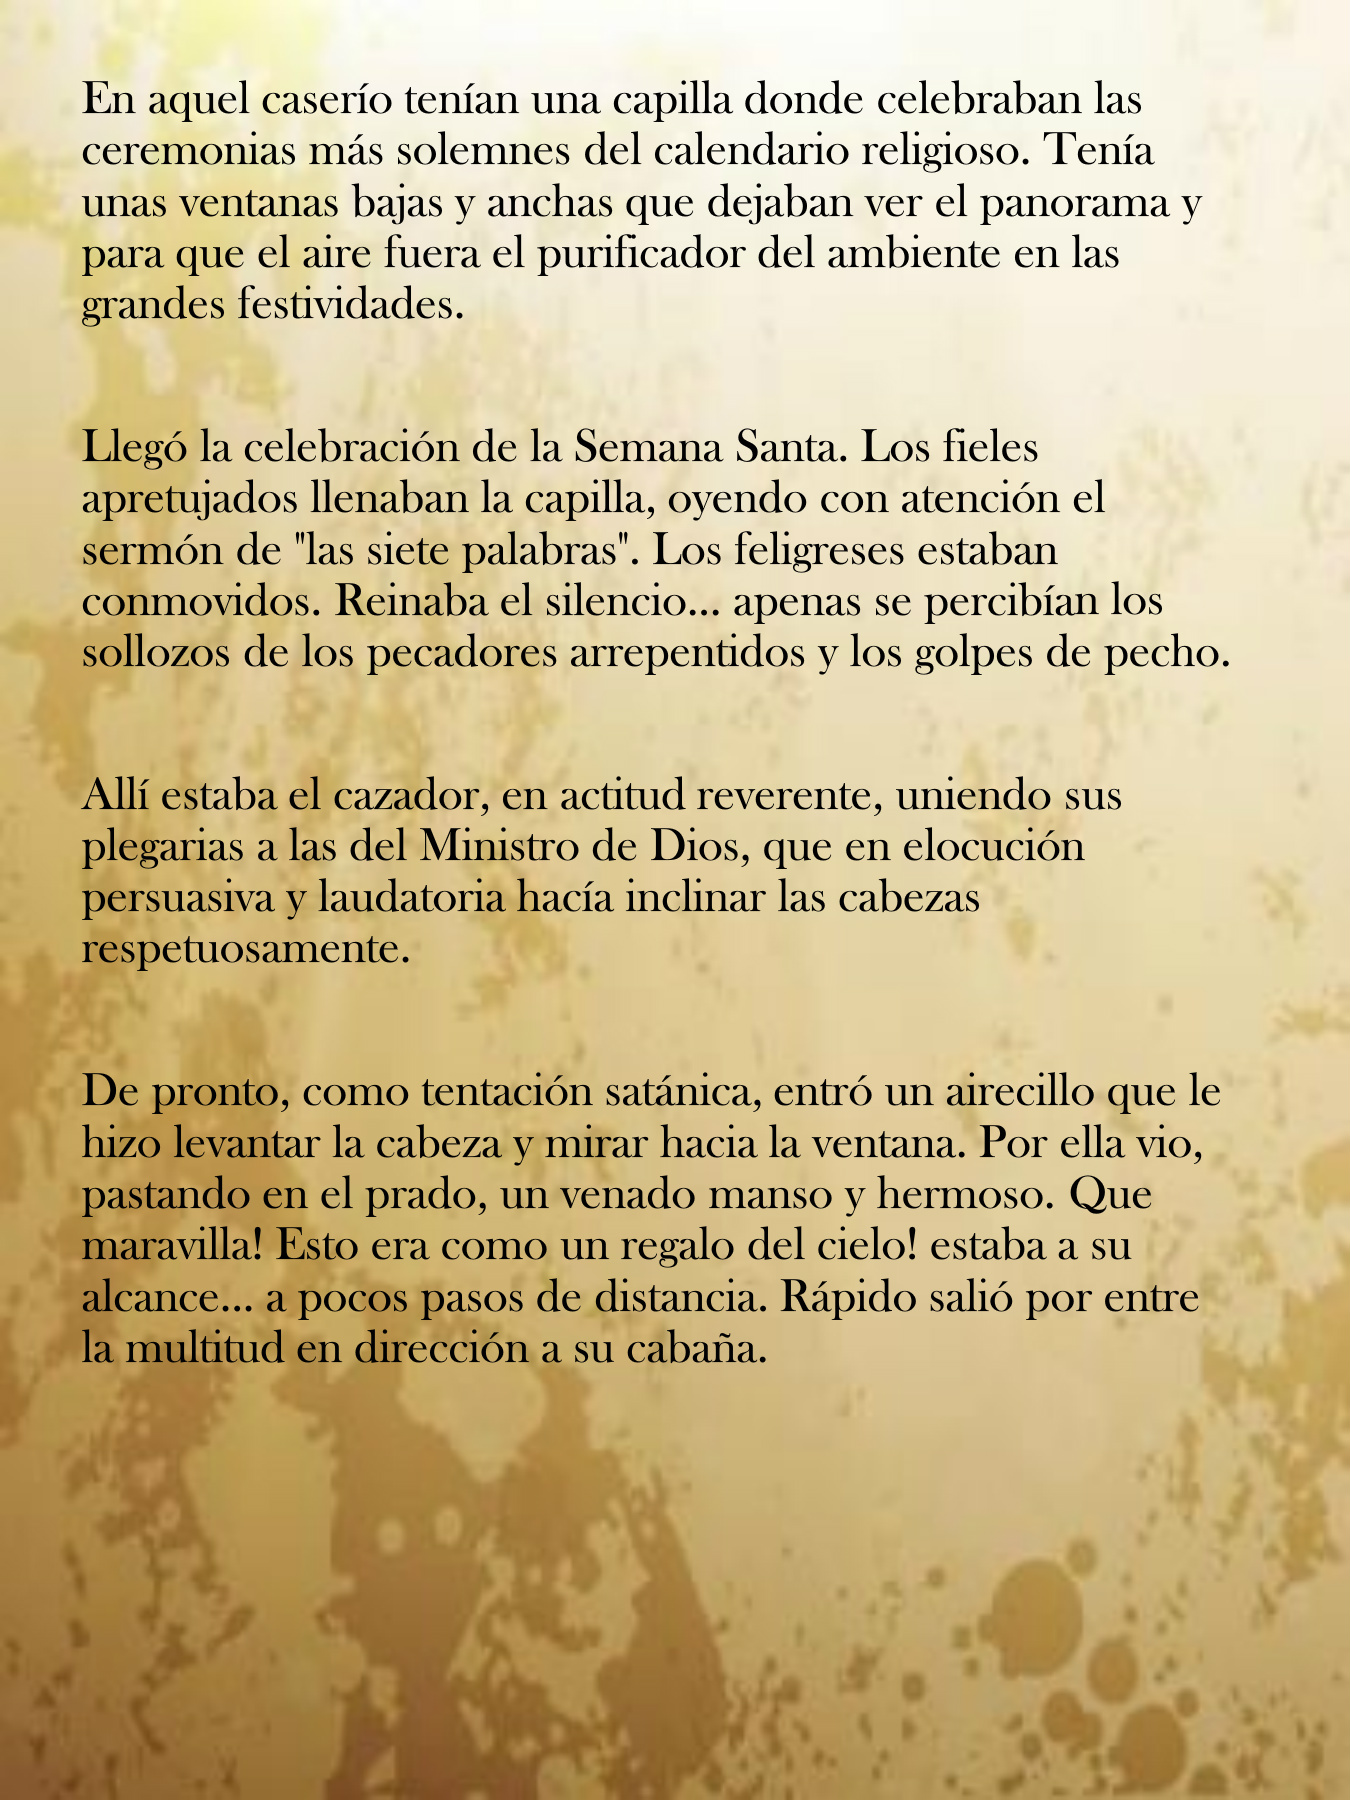 En aquel caserío tenían una capilla donde celebraban las
ceremonias más solemnes del calendario religioso. Tenía
unas ventanas bajas y anchas que dejaban ver el panorama y
para que el aire fuera el purificador del ambiente en las
grandes festividades.
Llegó la celebración de la Semana Santa. Los fieles
apretujados llenaban la capilla, oyendo con atención el
sermón de "las siete palabras". Los feligreses estaban
conmovidos. Reinaba el silencio... apenas se percibían los
sollozos de los pecadores arrepentidos y los golpes de pecho.
Allí estaba el cazador, en actitud reverente, uniendo sus
plegarias a las del Ministro de Dios, que en elocución
persuasiva y laudatoria hacía inclinar las cabezas
respetuosamente.
De pronto, como tentación satánica, entró un airecillo que le
hizo levantar la cabeza y mirar hacia la ventana. Por ella vio,
pastando en el prado, un venado manso y hermoso. Que
maravilla! Esto era como un regalo del cielo! estaba a su
alcance... a pocos pasos de distancia. Rápido salió por entre
la multitud en dirección a su cabaña.